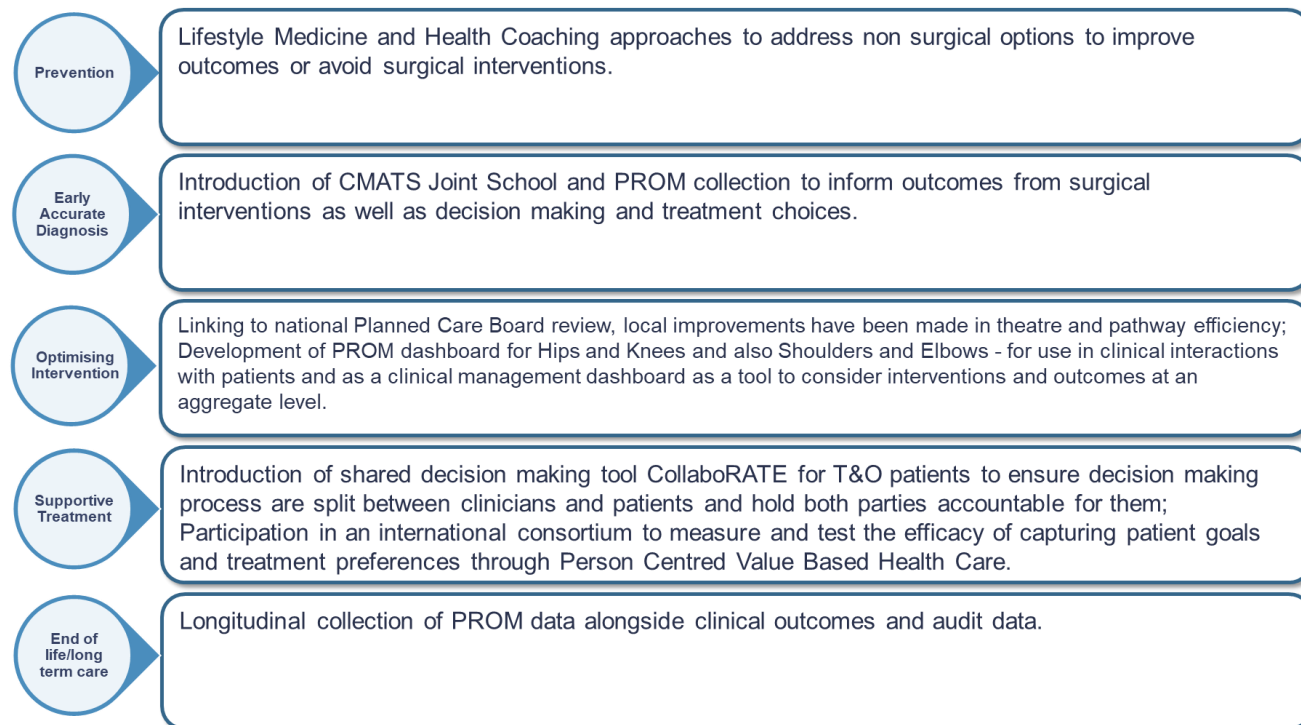 Prevention
Lifestyle Medicine and Health Coaching approaches to address non surgical options to improve
outcomes or avoid surgical interventions.
Early
Accurate
Diagnosis
Introduction of CMATS Joint School and PROM collection to inform outcomes from surgical
interventions as well as decision making and treatment choices.
Optimising
Intervention
Linking to national Planned Care Board review, local improvements have been made in theatre and pathway efficiency;
Development of PROM dashboard for Hips and Knees and also Shoulders and Elbows - for use in clinical interactions
with patients and as a clinical management dashboard as a tool to consider interventions and outcomes at an
aggregate level.
Supportive
Treatment
Introduction of shared decision making tool CollaboRATE for T&O patients to ensure decision making
process are split between clinicians and patients and hold both parties accountable for them;
Participation in an international consortium to measure and test the efficacy of capturing patient goals
and treatment preferences through Person Centred Value Based Health Care.
End of
life/long
term care
Longitudinal collection of PROM data alongside clinical outcomes and audit data.